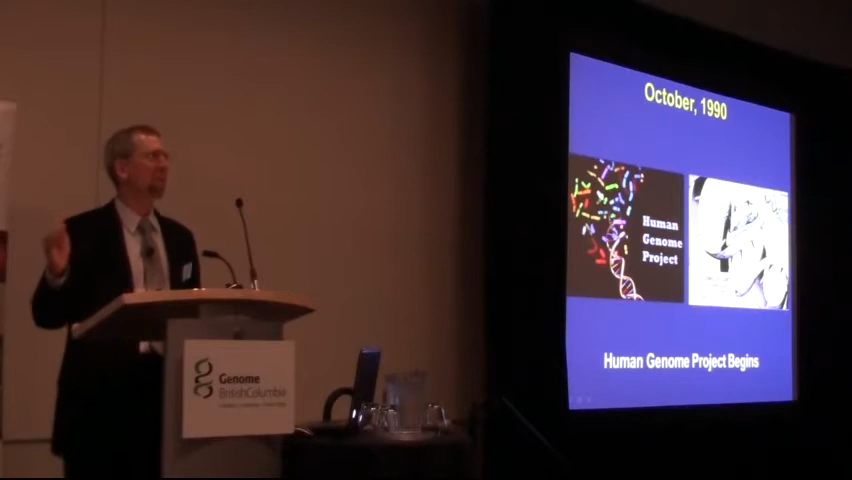 October, 1990
Human
Genome
Project
Human Genome Project Begins
Genome
BritishColumbia